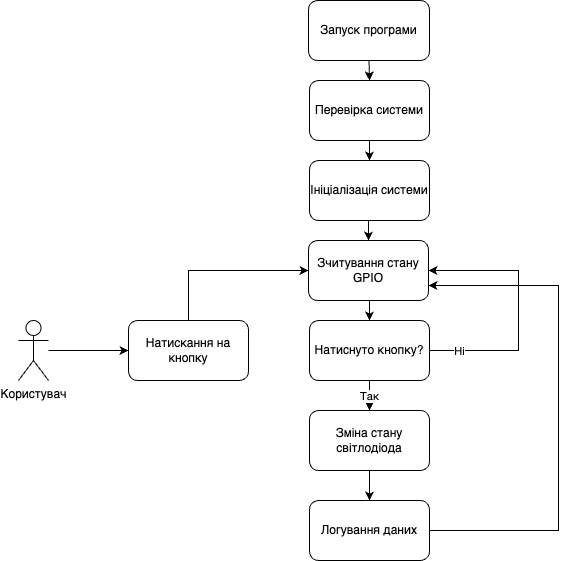 Запуск програми
Перевірка системи
Ініціалізація системи
Зчитування стану
GPIO
Натискання на
кнопку
Користувач
Натиснуто кнопку?
Ні
Так
Зміна стану
світлодіода
Логування даних